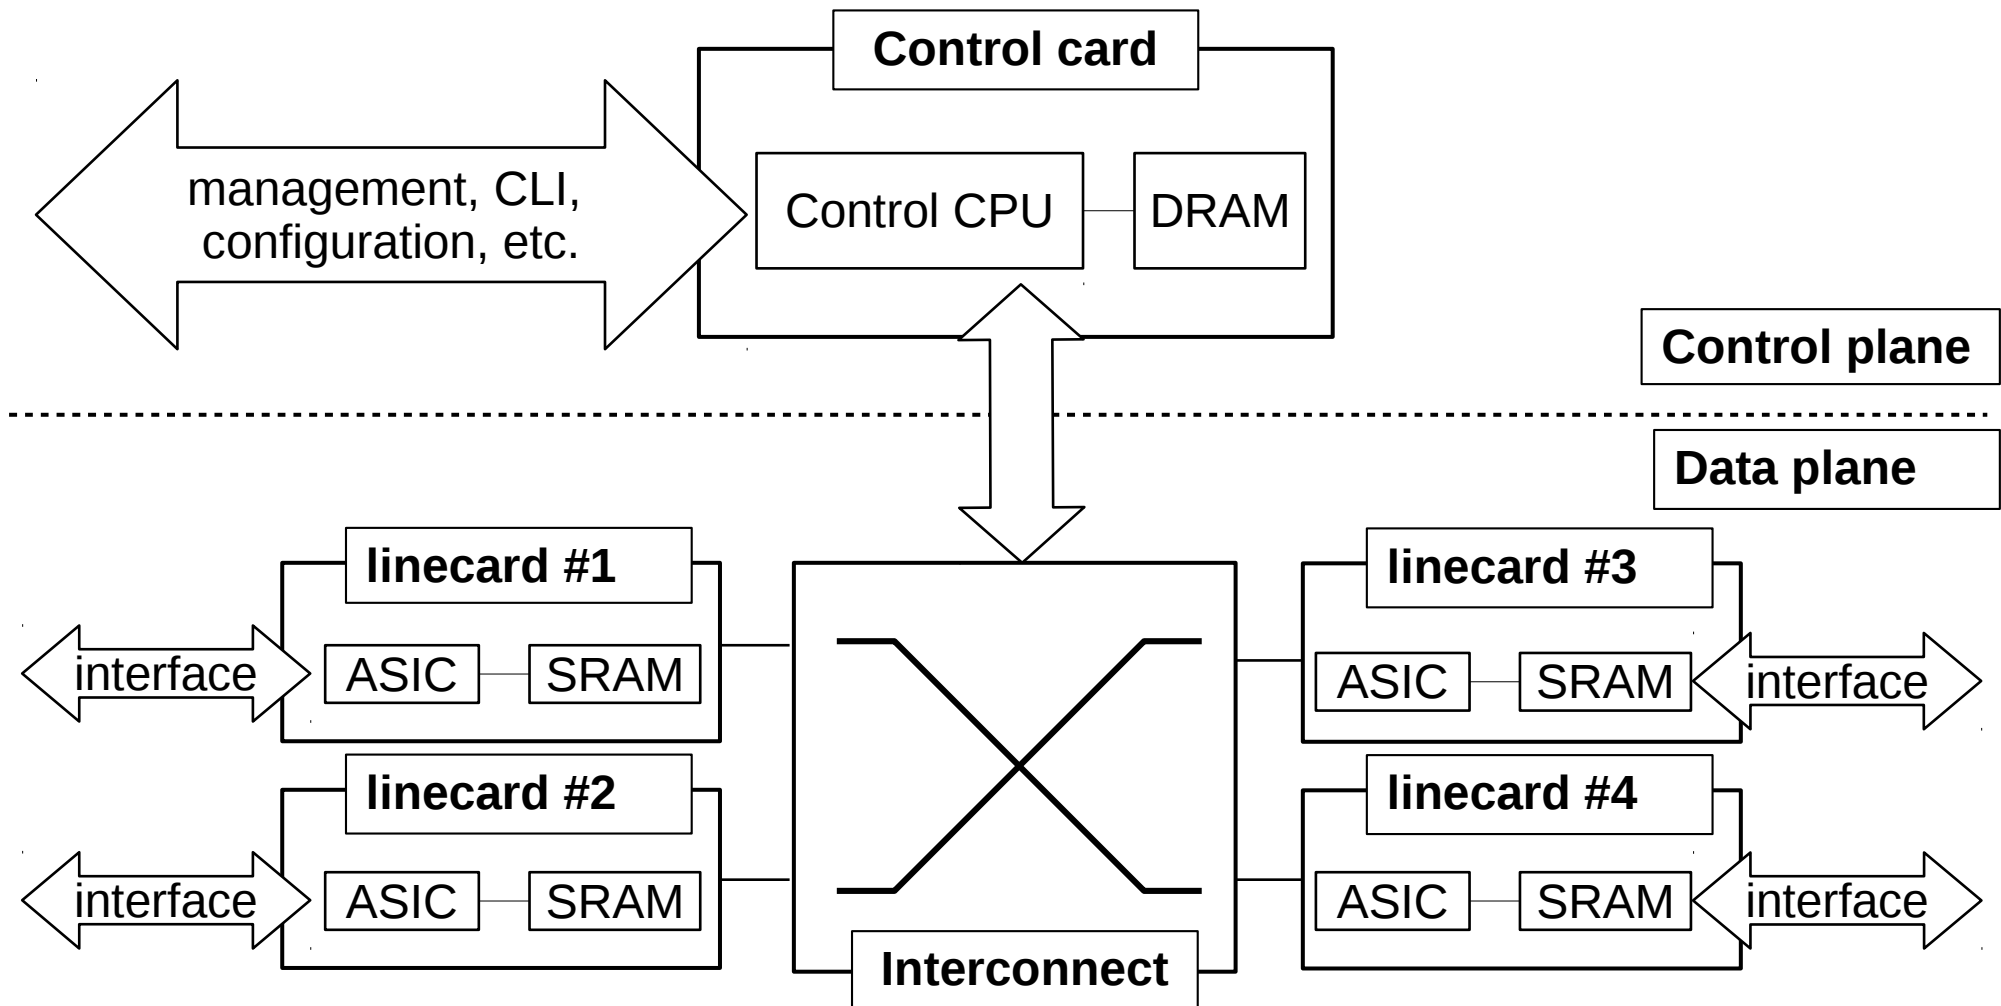 Control card
management, CLI,
configuration, etc.
Control CPU
DRAM
Control plane
Data plane
linecard #1
interface
ASIC
SRAM
linecard #2
interface
ASIC
SRAM
Interconnect
linecard #3
ASIC
SRAM
interface
linecard #4
ASIC
SRAM
interface